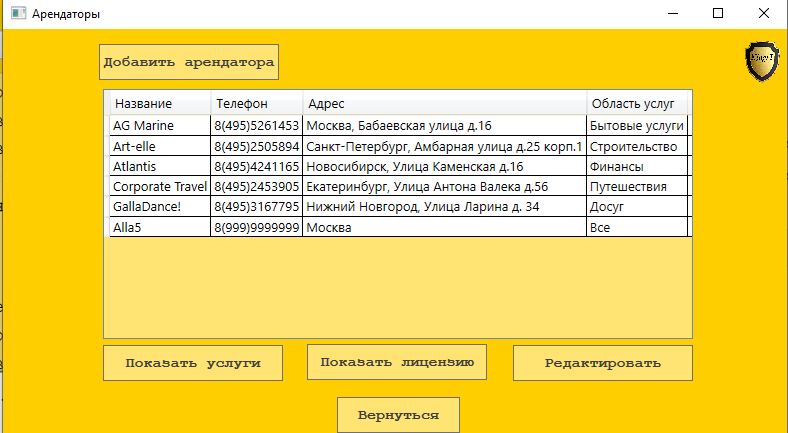 Арендаторы
Добавить арендатора
Название Телефон Адрес Область услуг
AG Marine 8(495)5261453 Москва, Бабаевская улица д.16 Бытовые услуги
Art-elle 8(495)2505894 Санкт-Петербург, Амбарная улица д.25 корп.1 Строительство
Atlantis 8(495)4241165 Новосибирск, Улица Каменская д.16 Финансы
Corporate Travel 8(495)2453905 Екатеринбург, Улица Антона Валека д.56 Путешествия
GallaDance! 8(495)3167795 Нижний Новгород, Улица Ларина д. 34 Досуг
Alla5 8(999)9999999 Москва Все
Показать услуги Показать лицензию Редактировать
Вернуться